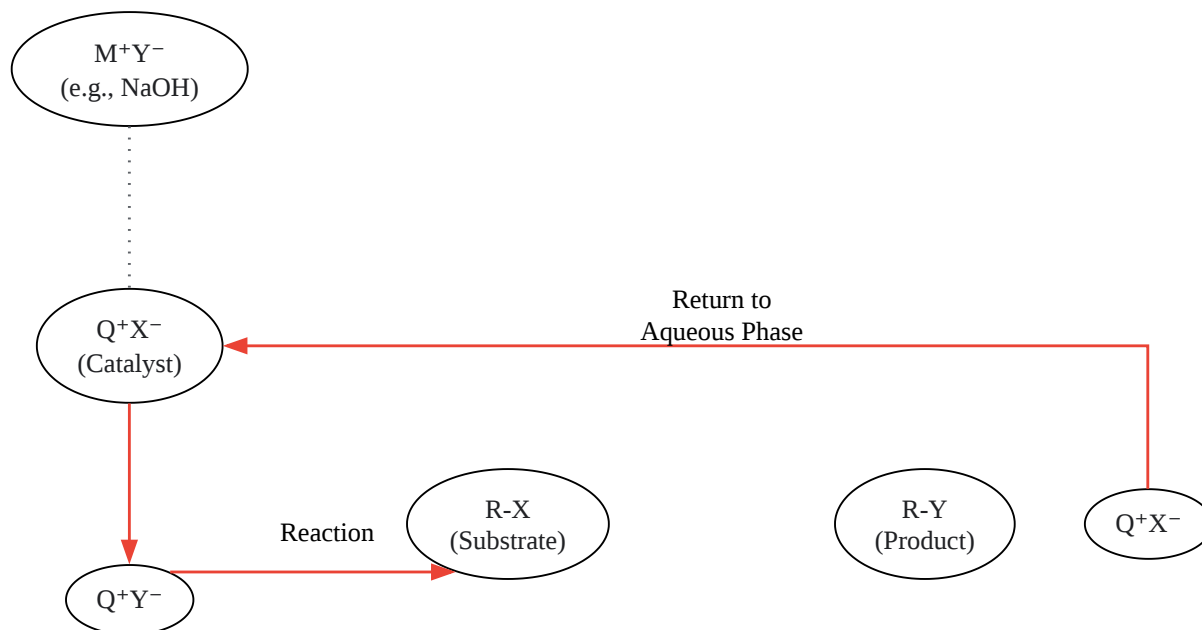 M⁺Y⁻
(e.g., NaOH)
Return to
Aqueous Phase
Q⁺X⁻
(Catalyst)
R-X
(Substrate)
R-Y
(Product)
Q⁺X⁻
Reaction
Q⁺Y⁻